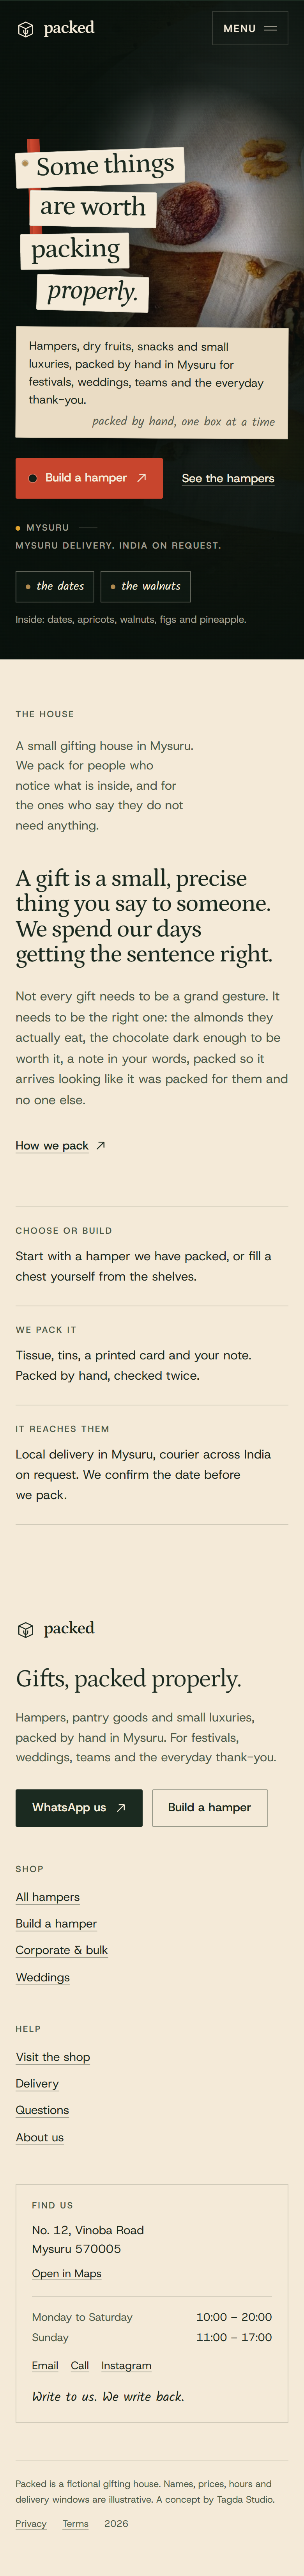 packed
MENU
Some things
are worth
packing
properly.
Hampers, dry fruits, snacks and small
luxuries, packed by hand in Mysuru for
festivals, weddings, teams and the everyday
thank-you.
packed by hand, one box at a time
Build a hamper
See the hampers
MYSURU
MYSURU DELIVERY. INDIA ON REQUEST.
the dates
the walnuts
Inside: dates, apricots, walnuts, figs and pineapple.
THE HOUSE
A small gifting house in Mysuru.
We pack for people who
notice what is inside, and for
the ones who say they do not
need anything.
A gift is a small, precise
thing you say to someone.
We spend our days
getting the sentence right.
Not every gift needs to be a grand gesture. It
needs to be the right one: the almonds they
actually eat, the chocolate dark enough to be
worth it, a note in your words, packed so it
arrives looking like it was packed for them and
no one else.
How we pack
CHOOSE OR BUILD
Start with a hamper we have packed, or fill a
chest yourself from the shelves.
WE PACK IT
Tissue, tins, a printed card and your note.
Packed by hand, checked twice.
IT REACHES THEM
Local delivery in Mysuru, courier across India
on request. We confirm the date before
we pack.
packed
Gifts, packed properly.
Hampers, pantry goods and small luxuries,
packed by hand in Mysuru. For festivals,
weddings, teams and the everyday thank-you.
WhatsApp us
Build a hamper
SHOP
All hampers
Build a hamper
Corporate & bulk
Weddings
HELP
Visit the shop
Delivery
Questions
About us
FIND US
No. 12, Vinoba Road
Mysuru 570005
Open in Maps
Monday to Saturday 10:00 – 20:00
Sunday 11:00 – 17:00
Email Call Instagram
Write to us. We write back.
Packed is a fictional gifting house. Names, prices, hours and
delivery windows are illustrative. A concept by Tagda Studio.
Privacy Terms 2026